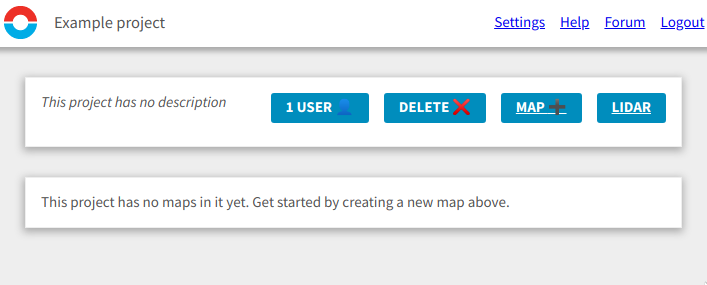 Example project
Settings Help Forum Logout
This project has no description
1 USER 👤 DELETE ❌ MAP ➕ LIDAR
This project has no maps in it yet. Get started by creating a new map above.